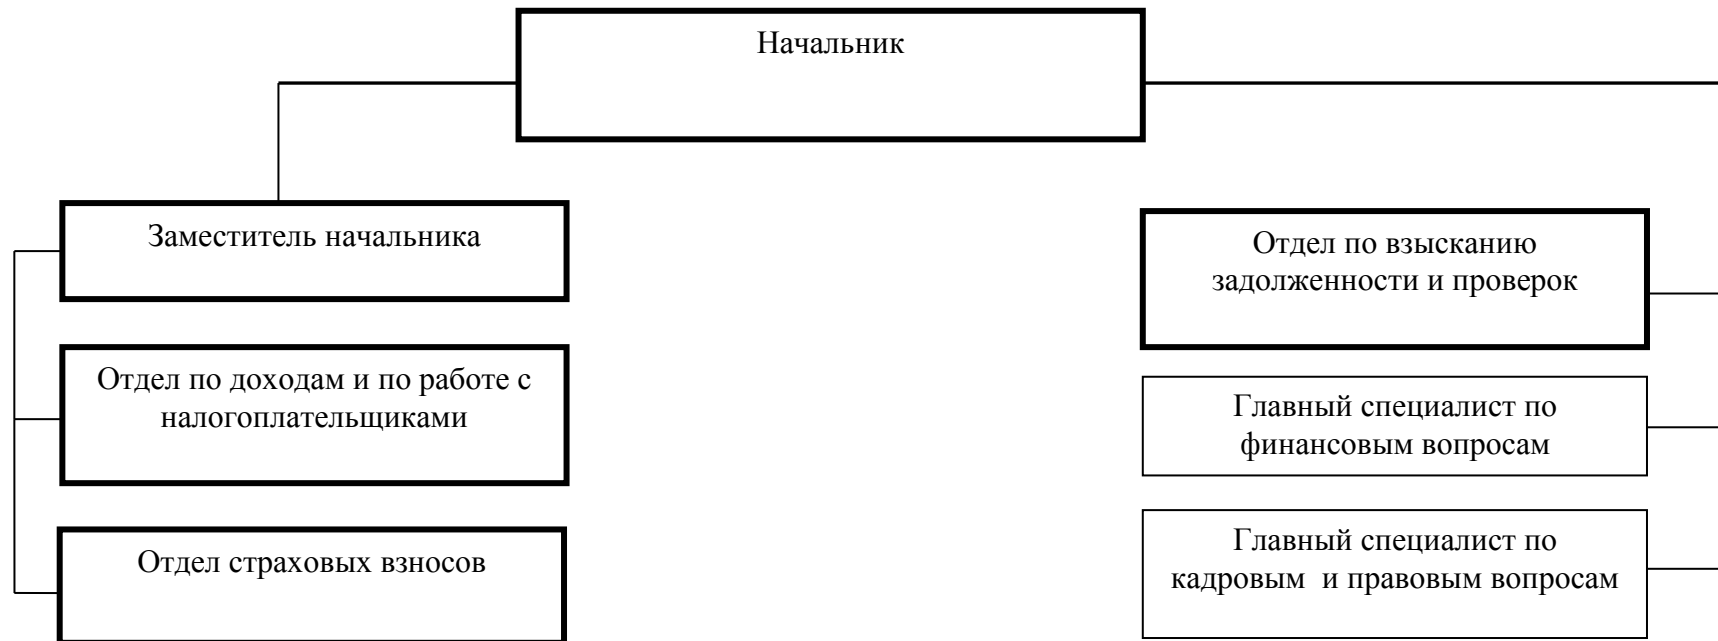 Начальник
Заместитель начальника
Отдел по доходам и по работе с
налогоплательщиками
Отдел страховых взносов
Отдел по взысканию
задолженности и проверок
Главный специалист по
финансовым вопросам
Главный специалист по
кадровым  и правовым вопросам